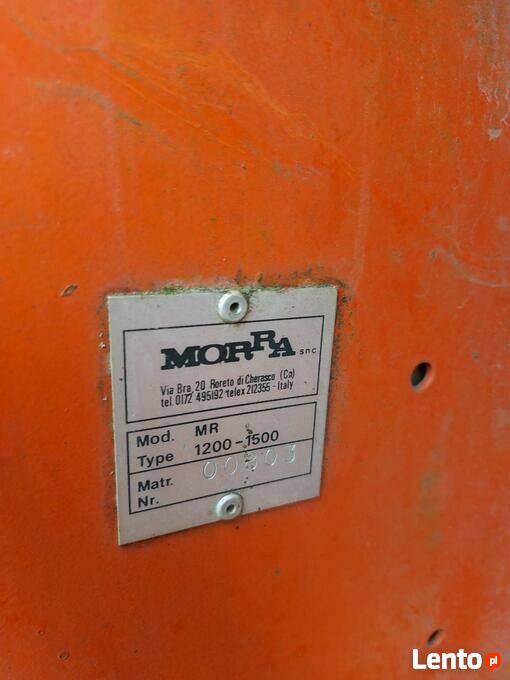 MORRA snc
Via Bra, 20 Roreto di Cherasco (Cn)
tel. 0172 495192 - telex 212355 - Italy
Mod. MR
Type 1200-1500
Matr. 00303
Nr.
Lento pl